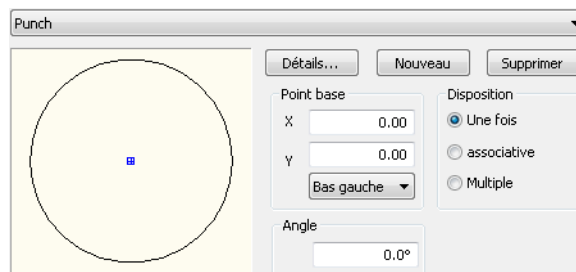 Punch
Détails... Nouveau Supprimer
Point base Disposition
X 0.00 Une fois
Y 0.00 associative
Bas gauche Multiple
Angle
0.0°